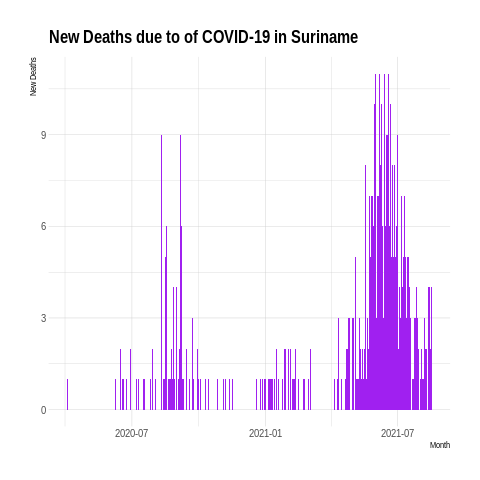 New Deaths due to of COVID-19 in Suriname
New Deaths
9
6
3
0
2020-07 2021-01 2021-07
Month